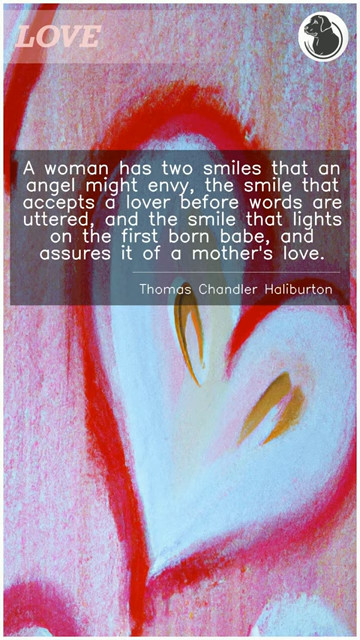 LOVE
A woman has two smiles that an
angel might envy, the smile that
accepts a lover before words are
uttered, and the smile that lights
on the first born babe, and
assures it of a mother's love.
Thomas Chandler Haliburton